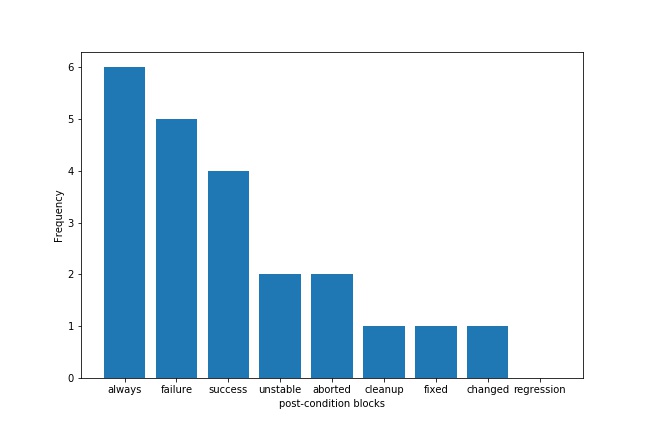 6
5
4
3
2
1
0
Frequency
always failure success unstable aborted cleanup fixed changed regression
post-condition blocks